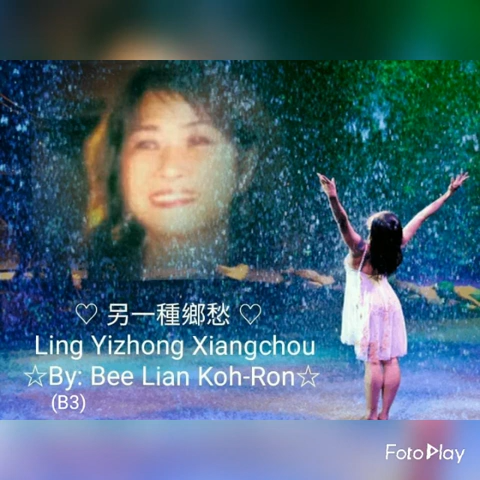 ♡ 另一種鄉愁 ♡
Ling Yizhong Xiangchou
☆By: Bee Lian Koh-Ron☆
(B3)
FotoPlay